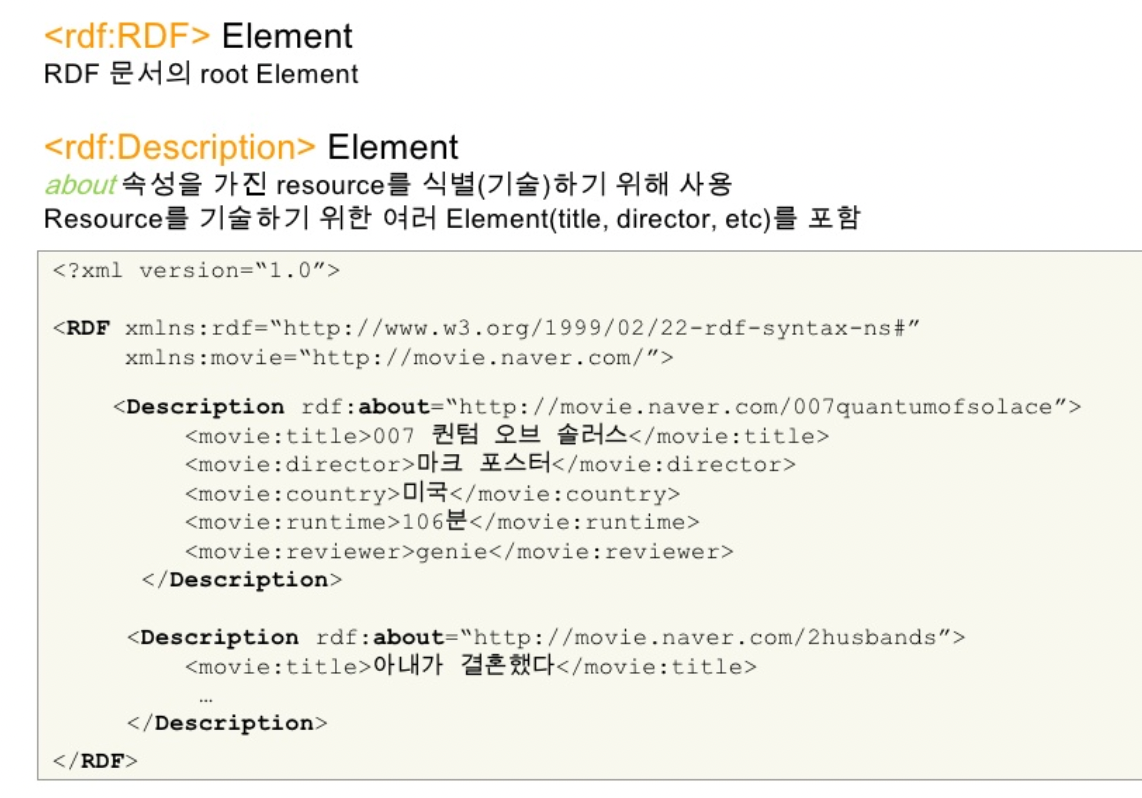 <rdf:RDF> Element
RDF 문서의 root Element
<rdf:Description> Element
about 속성을 가진 resource를 식별(기술)하기 위해 사용
Resource를 기술하기 위한 여러 Element(title, director, etc)를 포함
<?xml version=“1.0”>
<RDF xmlns:rdf=“http://www.w3.org/1999/02/22-rdf-syntax-ns#”
xmlns:movie=“http://movie.naver.com/”>
<Description rdf:about=“http://movie.naver.com/007quantumofsolace”>
<movie:title>007 퀀텀 오브 솔러스</movie:title>
<movie:director>마크 포스터</movie:director>
<movie:country>미국</movie:country>
<movie:runtime>106분</movie:runtime>
<movie:reviewer>genie</movie:reviewer>
</Description>
<Description rdf:about=“http://movie.naver.com/2husbands”>
<movie:title>아내가 결혼했다</movie:title>
…
</Description>
</RDF>